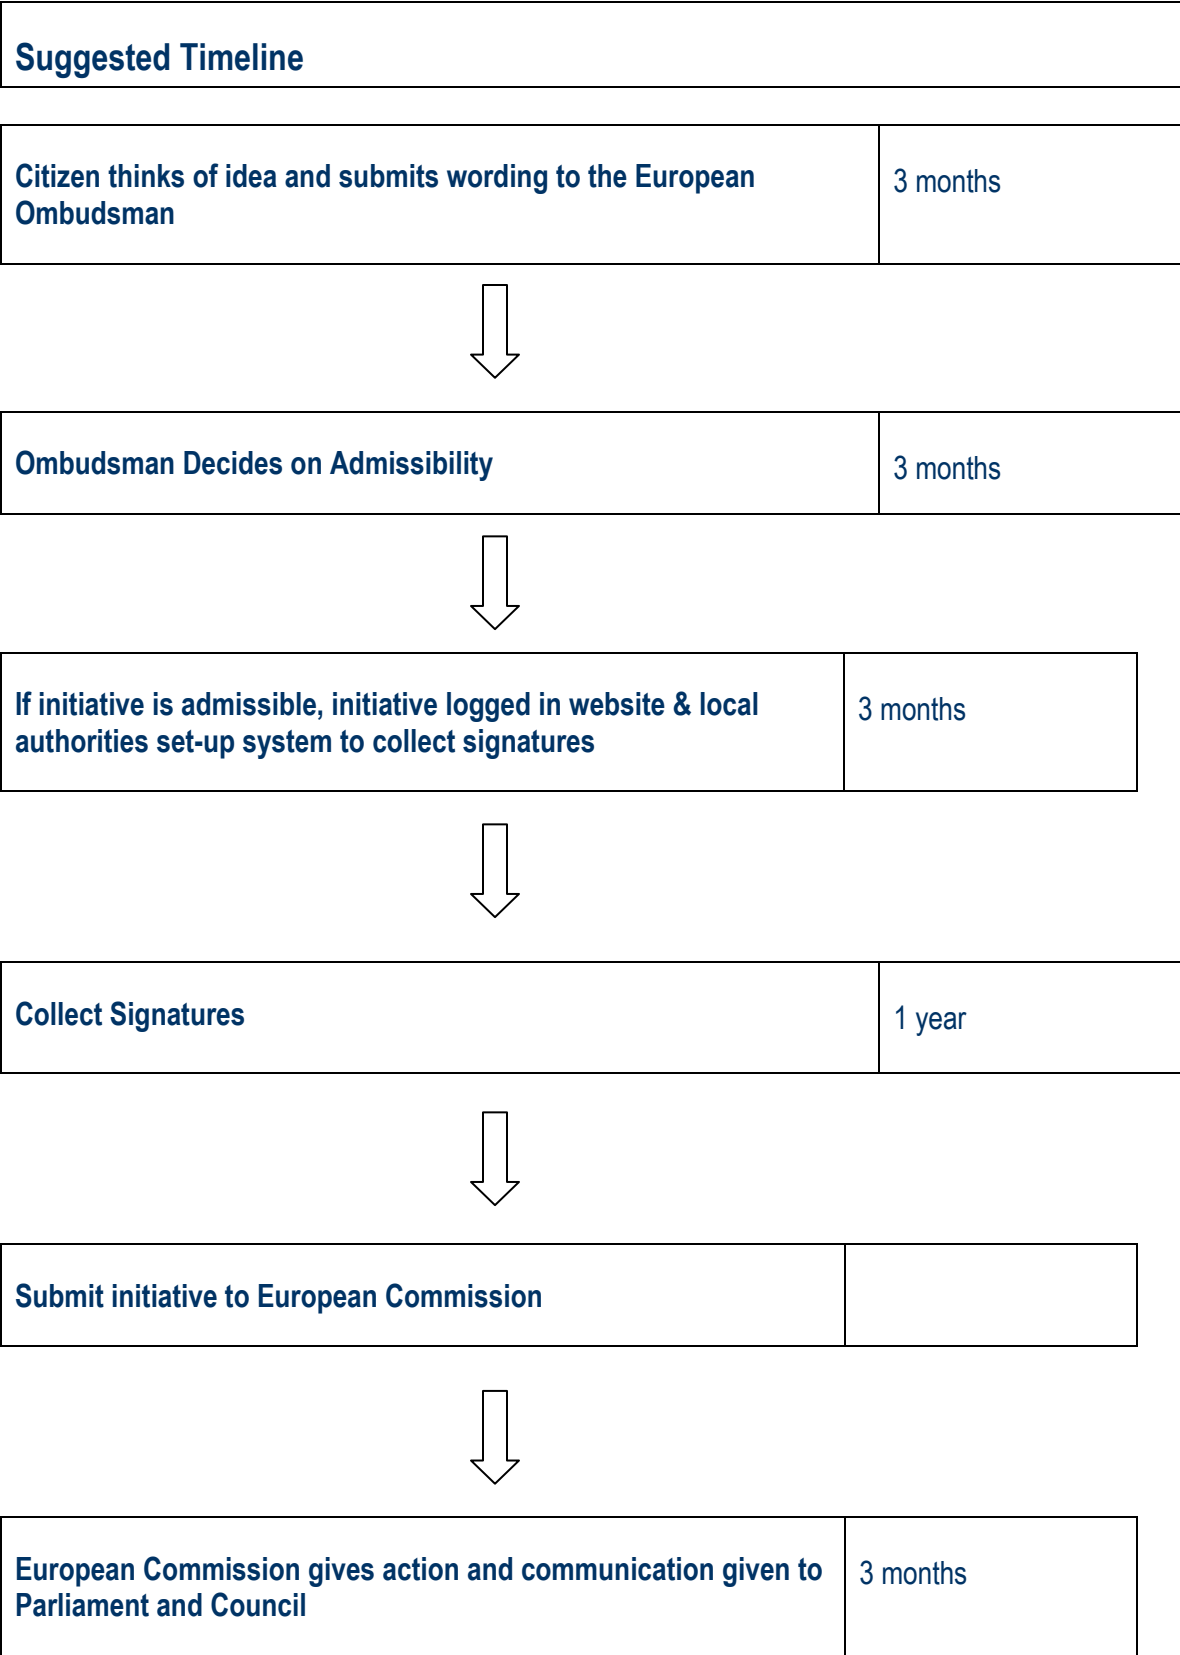 Suggested Timeline
Citizen thinks of idea and submits wording to the European
Ombudsman
3 months
Ombudsman Decides on Admissibility
3 months
If initiative is admissible, initiative logged in website & local
authorities set-up system to collect signatures
3 months
Collect Signatures
1 year
Submit initiative to European Commission
European Commission gives action and communication given to
Parliament and Council
3 months